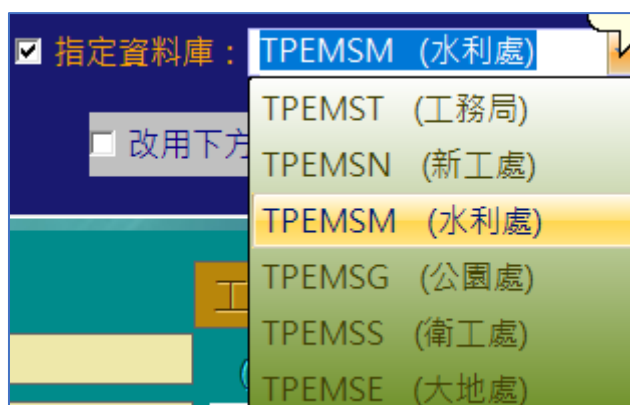 指定資料庫：TPEMSM (水利處)
TPEMST (工務局)
改用下方
TPEMSN (新工處)
TPEMSM (水利處)
TPEMSG (公園處)
工
TPEMSS (衛工處)
TPEMSE (大地處)